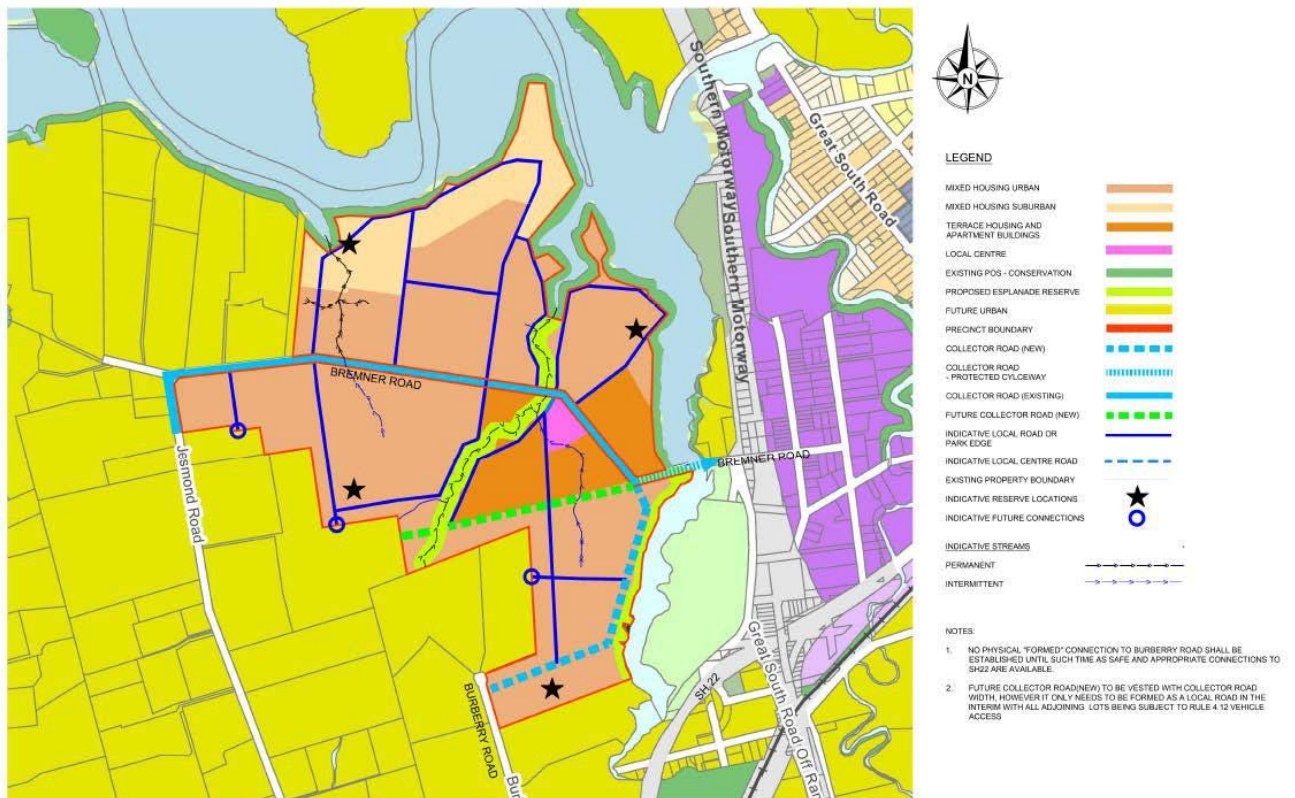 Southern MotorwaySouthern Motorway
Great South Road
BREMNER ROAD
BREMNER ROAD
Jesmond Road
BURBERRY ROAD
Bur
SH 22
Great South Road Off Ran
N
LEGEND
MIXED HOUSING URBAN
MIXED HOUSING SUBURBAN
TERRACE HOUSING AND
APARTMENT BUILDINGS
LOCAL CENTRE
EXISTING POS - CONSERVATION
PROPOSED ESPLANADE RESERVE
FUTURE URBAN
PRECINCT BOUNDARY
COLLECTOR ROAD (NEW)
COLLECTOR ROAD
- PROTECTED CYLCEWAY
COLLECTOR ROAD (EXISTING)
FUTURE COLLECTOR ROAD (NEW)
INDICATIVE LOCAL ROAD OR
PARK EDGE
INDICATIVE LOCAL CENTRE ROAD
EXISTING PROPERTY BOUNDARY
INDICATIVE RESERVE LOCATIONS
INDICATIVE FUTURE CONNECTIONS
INDICATIVE STREAMS
PERMANENT
INTERMITTENT
NOTES:
1. NO PHYSICAL "FORMED" CONNECTION TO BURBERRY ROAD SHALL BE
ESTABLISHED UNTIL SUCH TIME AS SAFE AND APPROPRIATE CONNECTIONS TO
SH22 ARE AVAILABLE.
2. FUTURE COLLECTOR ROAD(NEW) TO BE VESTED WITH COLLECTOR ROAD
WIDTH, HOWEVER IT ONLY NEEDS TO BE FORMED AS A LOCAL ROAD IN THE
INTERIM WITH ALL ADJOINING LOTS BEING SUBJECT TO RULE 4.12 VEHICLE
ACCESS